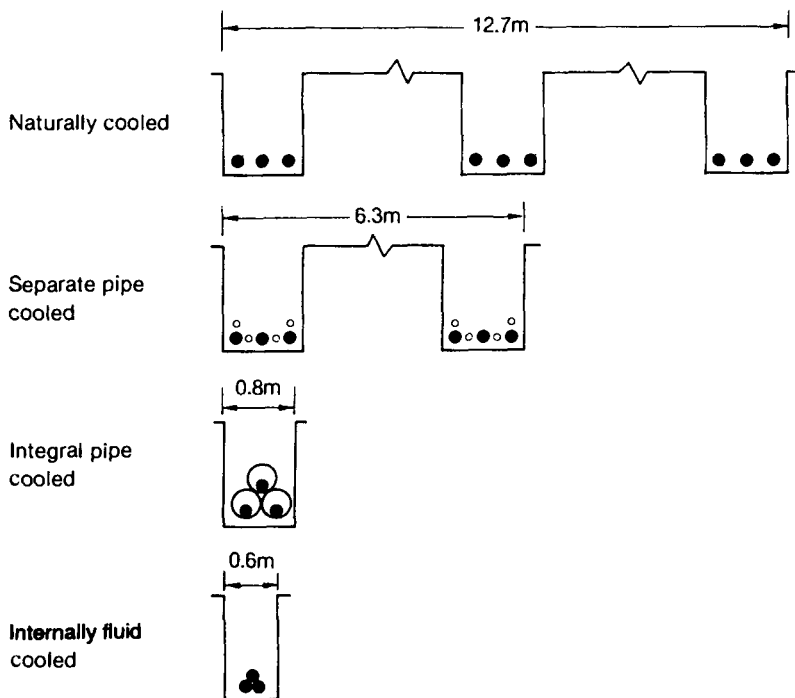 12.7m
Naturally cooled
6.3m
Separate pipe
cooled
0.8m
Integral pipe
cooled
0.6m
Internally fluid
cooled